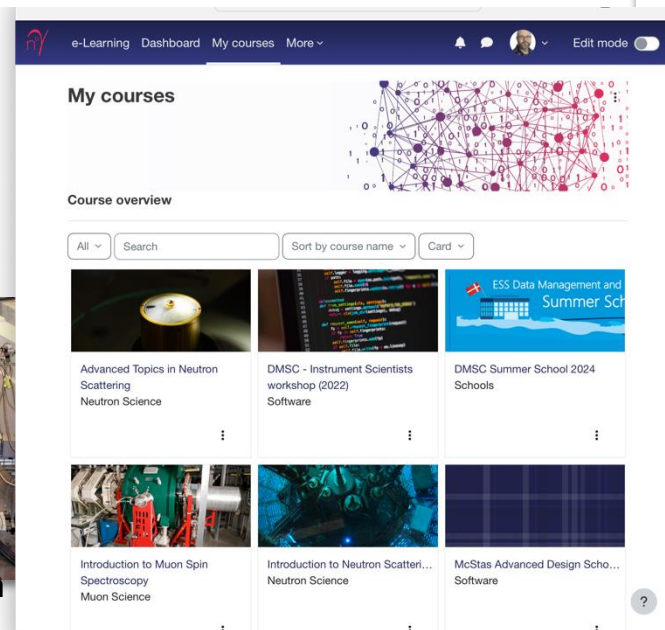 e-Learning Dashboard My courses More
Edit mode
My courses
Course overview
All
Search
Sort by course name
Card
ESS Data Management and
Summer Sch
Advanced Topics in Neutron
Scattering
Neutron Science
DMSC - Instrument Scientists
workshop (2022)
Software
DMSC Summer School 2024
Schools
Introduction to Muon Spin
Spectroscopy
Muon Science
Introduction to Neutron Scatteri...
Neutron Science
McStas Advanced Design Scho...
Software
?